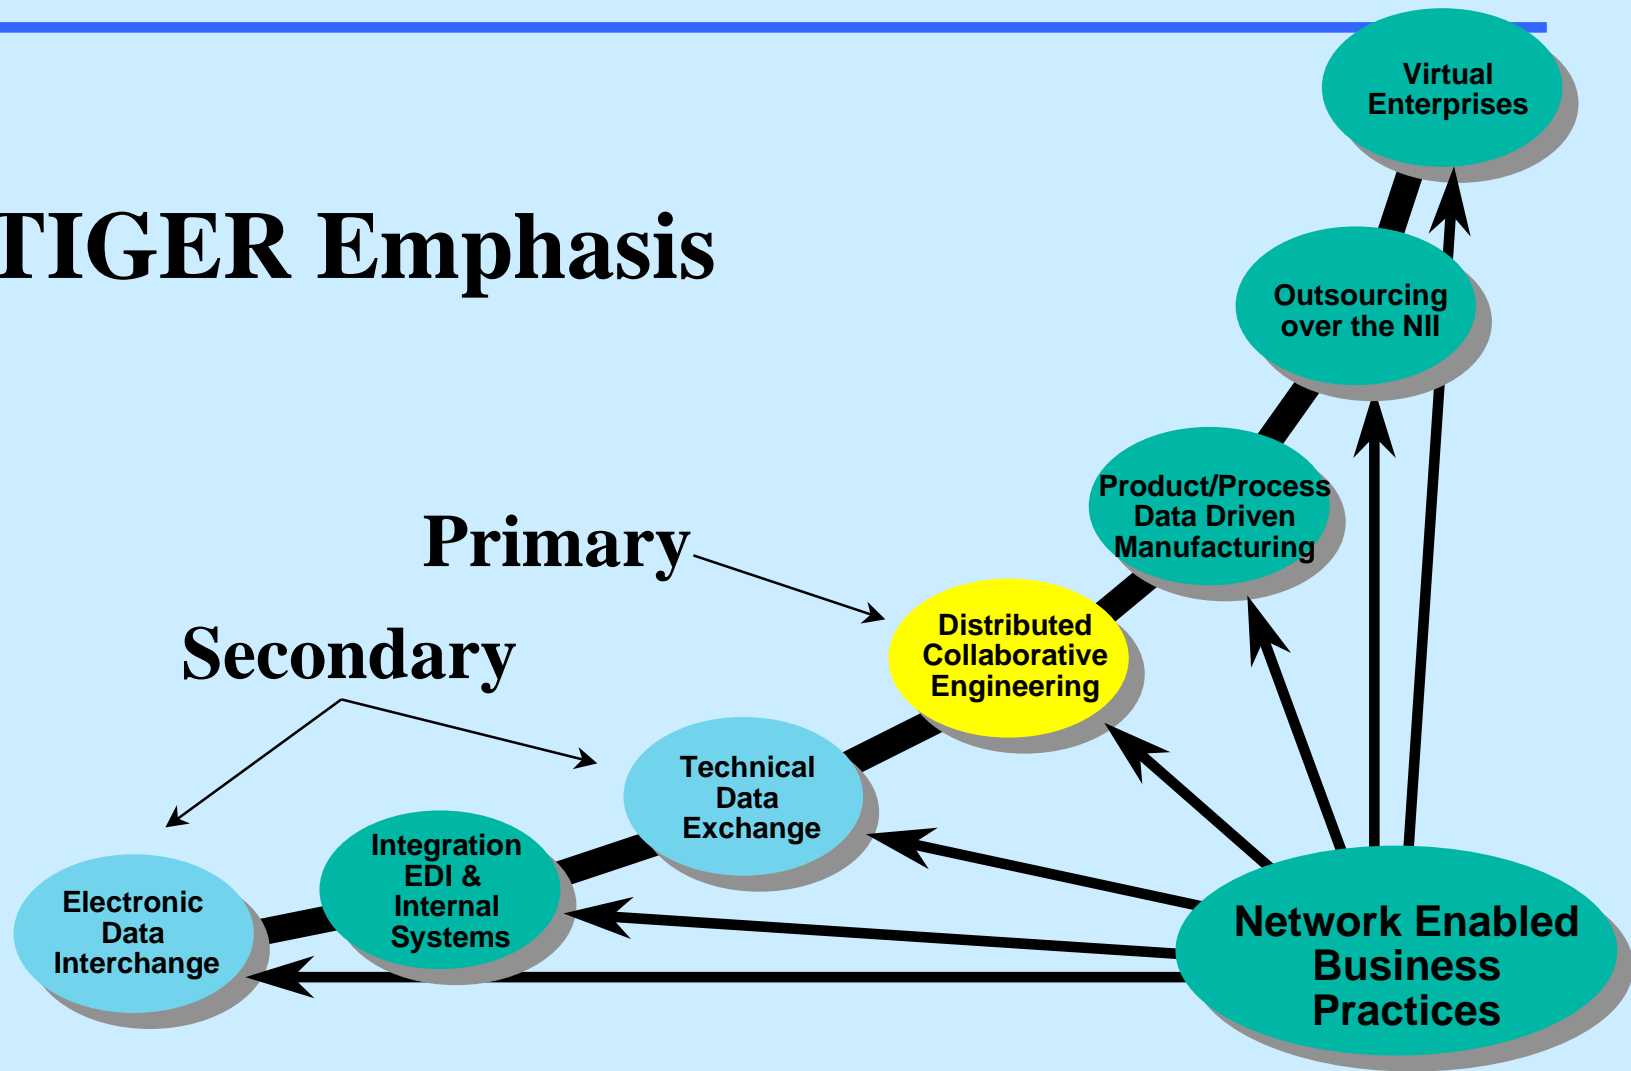 Virtual
Enterprises
TIGER Emphasis
Outsourcing
over the NII
Product/Process
Data Driven
Manufacturing
Primary
Distributed
Collaborative
Engineering
Secondary
Technical
Data
Exchange
Integration
EDI &
Internal
Systems
Electronic
Data
Interchange
Network Enabled
Business
Practices